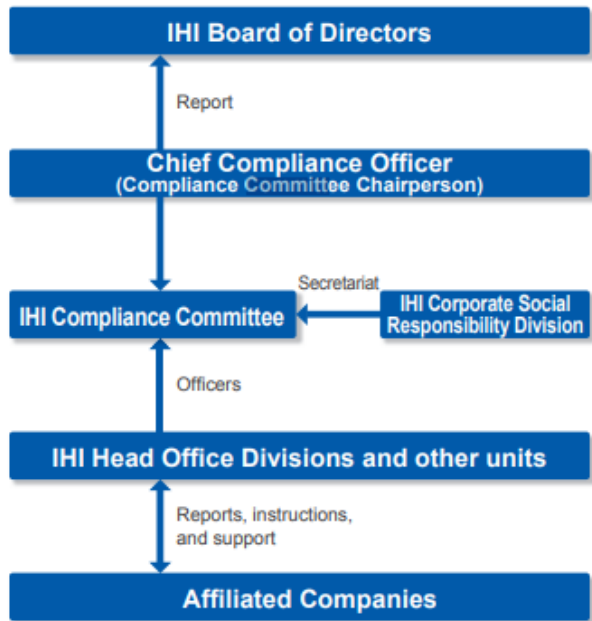 IHI Board of Directors
Report
Chief Compliance Officer
(Compliance Committee Chairperson)
Secretariat
IHI Compliance Committee
IHI Corporate Social
Responsibility Division
Officers
IHI Head Office Divisions and other units
Reports, instructions,
and support
Affiliated Companies